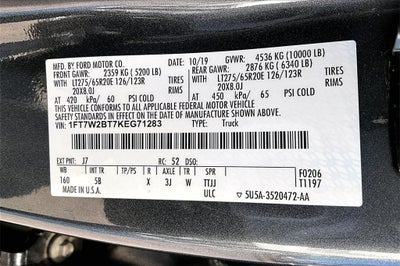 MFD. BY FORD MOTOR CO. 10/19 GVWR: 4536 KG (10000 LB)
FRONT GAWR: 2359 KG (5200 LB) REAR GAWR: 2876 KG (6340 LB)
LT275/65R20E 126/123R TIRES LT275/65R20E 126/123R TIRES
20X8.0J RIMS 20X8.0J RIMS
AT 420 kPa/ 60 PSI COLD AT 450 kPa/ 65 PSI COLD
THIS VEHICLE CONFORMS TO ALL APPLICABLE FEDERAL MOTOR
VEHICLE SAFETY STANDARDS IN EFFECT ON THE DATE OF
MANUFACTURE SHOWN ABOVE.
VIN: 1FT7W2BT7KEG71283 TYPE: Truck
EXT PNT: J7 RC: 52 DSO:
WB BRK INT TR TP/PS R AXLE TR SPR F0206
160 5B X 3J W TTJJ T1197
MADE IN U.S.A. ULC 5U5A-3520472-AA